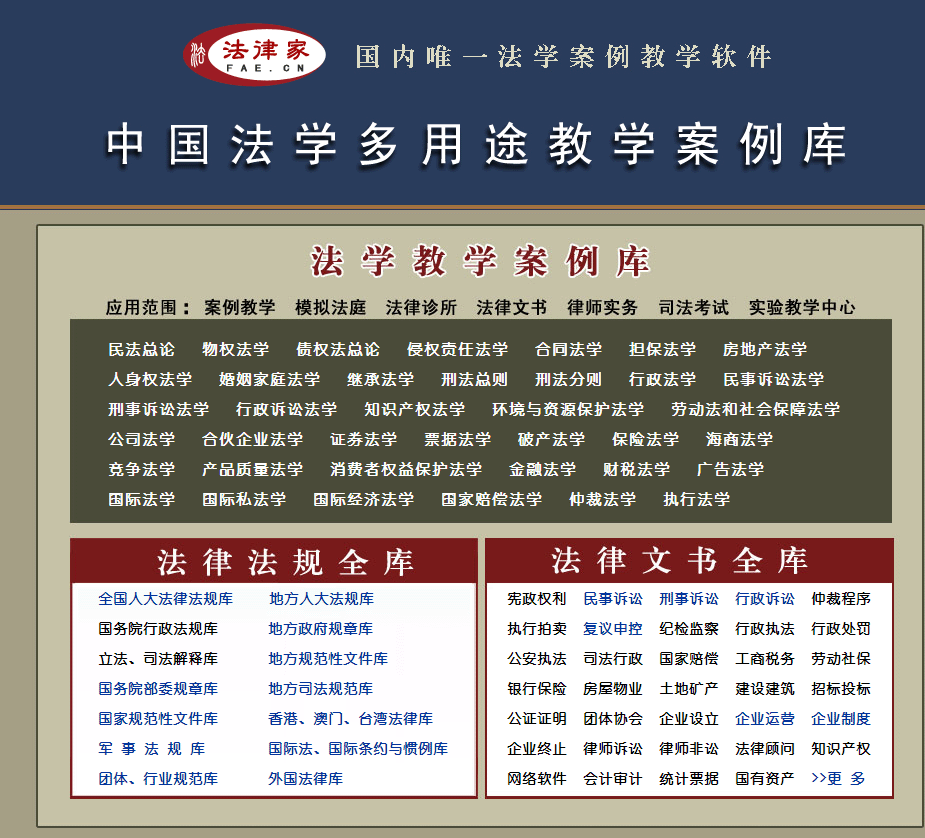 法 法律家 国内唯一法学案例教学软件
FAE.CN
中国法学多用途教学案例库
法学教学案例库
应用范围： 案例教学 模拟法庭 法律诊所 法律文书 律师实务 司法考试 实验教学中心
民法总论 物权法学 债权法总论 侵权责任法学 合同法学 担保法学 房地产法学
人身权法学 婚姻家庭法学 继承法学 刑法总则 刑法分则 行政法学 民事诉讼法学
刑事诉讼法学 行政诉讼法学 知识产权法学 环境与资源保护法学 劳动法和社会保障法学
公司法学 合伙企业法学 证券法学 票据法学 破产法学 保险法学 海商法学
竞争法学 产品质量法学 消费者权益保护法学 金融法学 财税法学 广告法学
国际法学 国际私法学 国际经济法学 国家赔偿法学 仲裁法学 执行法学
法律法规全库
全国人大法律法规库 地方人大法规库
国务院行政法规库 地方政府规章库
立法、司法解释库 地方规范性文件库
国务院部委规章库 地方司法规范库
国家规范性文件库 香港、澳门、台湾法律库
军 事 法 规 库 国际法、国际条约与惯例库
团体、行业规范库 外国法律库
法律文书全库
宪政权利 民事诉讼 刑事诉讼 行政诉讼 仲裁程序
执行拍卖 复议申控 纪检监察 行政执法 行政处罚
公安执法 司法行政 国家赔偿 工商税务 劳动社保
银行保险 房屋物业 土地矿产 建设建筑 招标投标
公证证明 团体协会 企业设立 企业运营 企业制度
企业终止 律师诉讼 律师非讼 法律顾问 知识产权
网络软件 会计审计 统计票据 国有资产 >>更 多